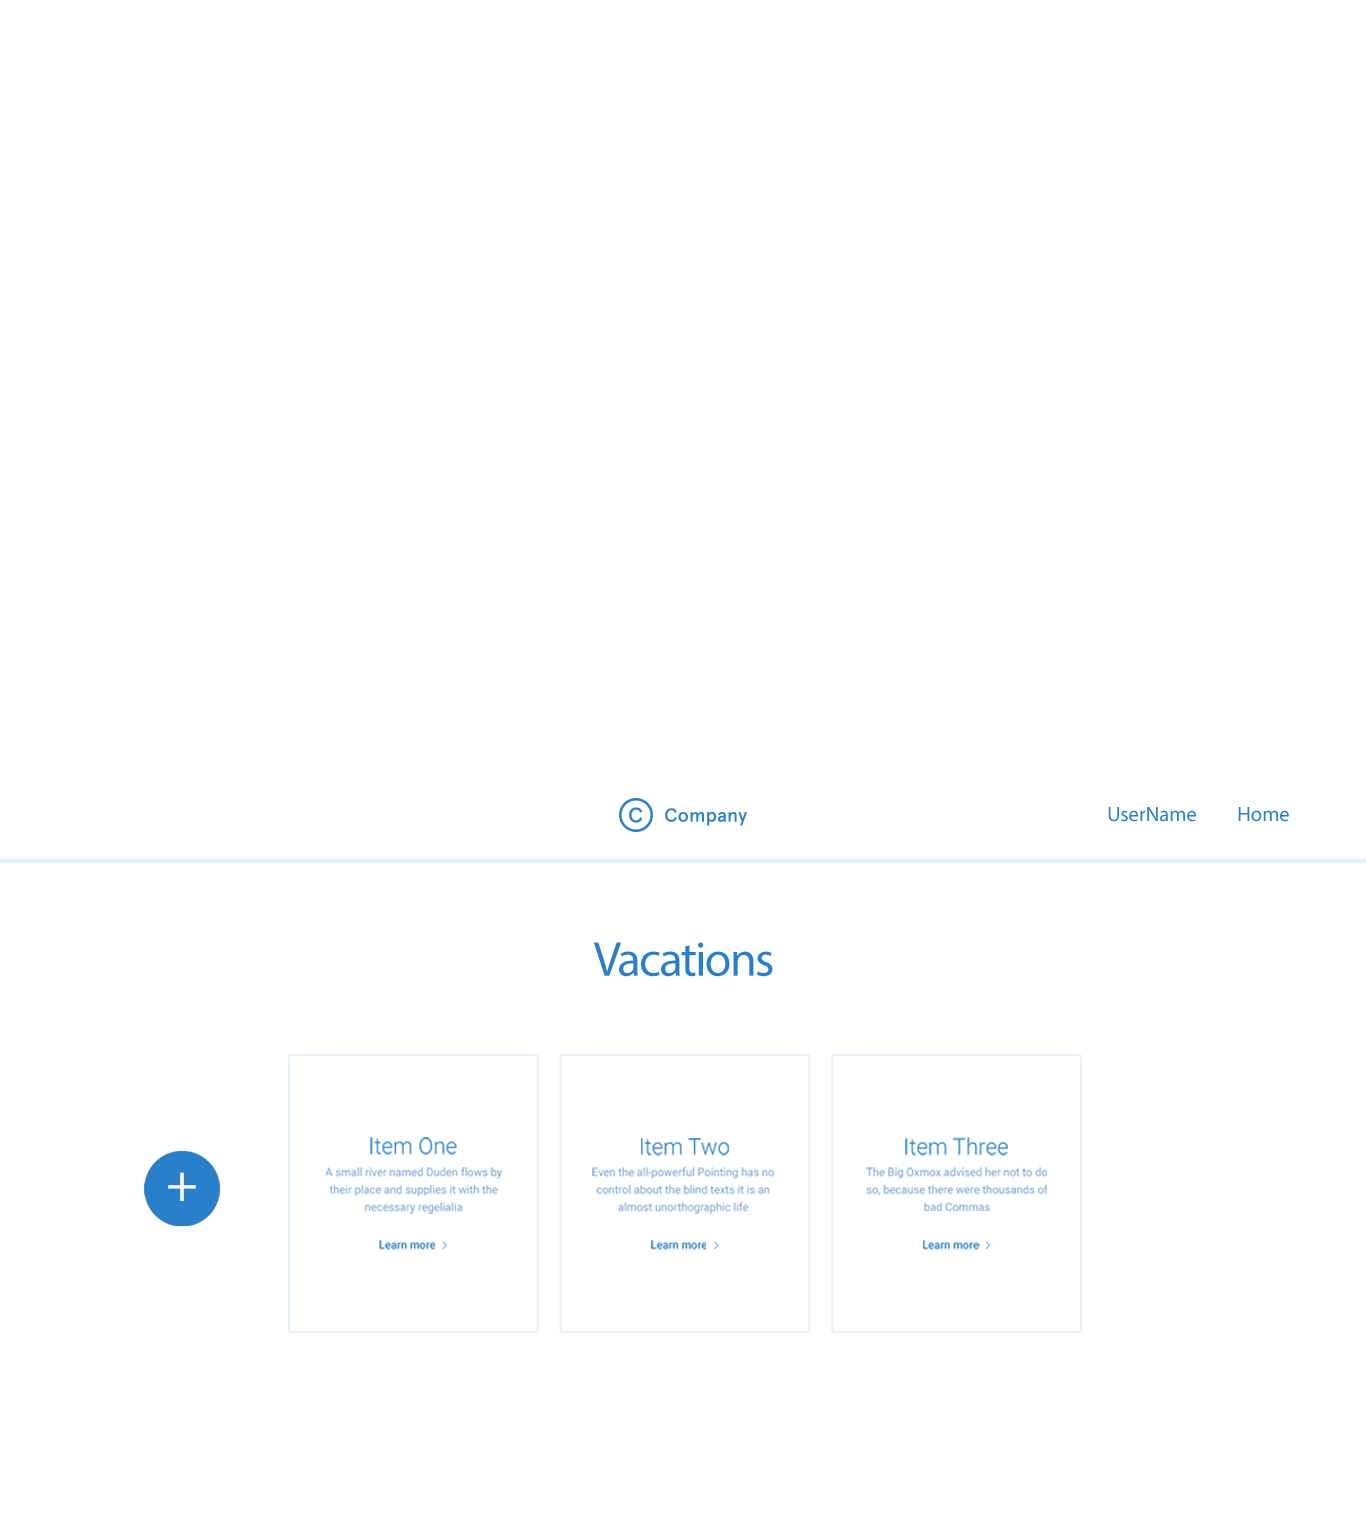 C Company
UserName
Home
Vacations
Item One
A small river named Duden flows by
their place and supplies it with the
necessary regelialia
Learn more
Item Two
Even the all-powerful Pointing has no
control about the blind texts it is an
almost unorthographic life
Learn more
Item Three
The Big Oxmox advised her not to do
so, because there were thousands of
bad Commas
Learn more